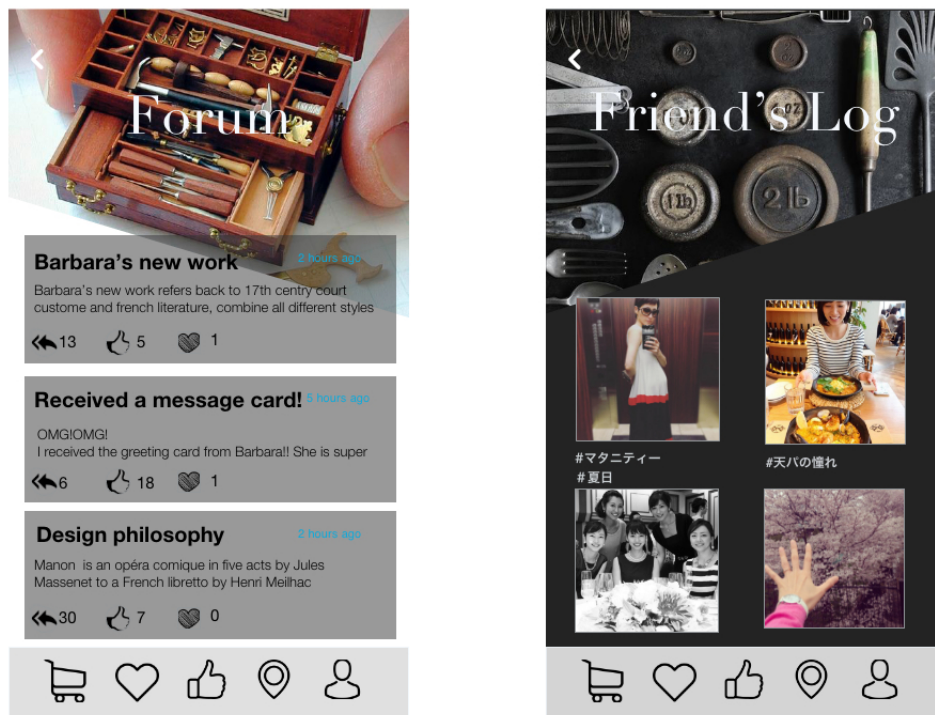 Forum
Barbara's new work
2 hours ago
Barbara's new work refers back to 17th centry court
custome and french literature, combine all different styles
13
5
1
Received a message card!
5 hours ago
OMG!OMG!
I received the greeting card from Barbara!! She is super
6
18
1
Design philosophy
2 hours ago
Manon is an opéra comique in five acts by Jules
Massenet to a French libretto by Henri Meilhac
30
7
0
Friend's Log
1lb
2lb
#マタニティー
#夏日
#天パの憧れ